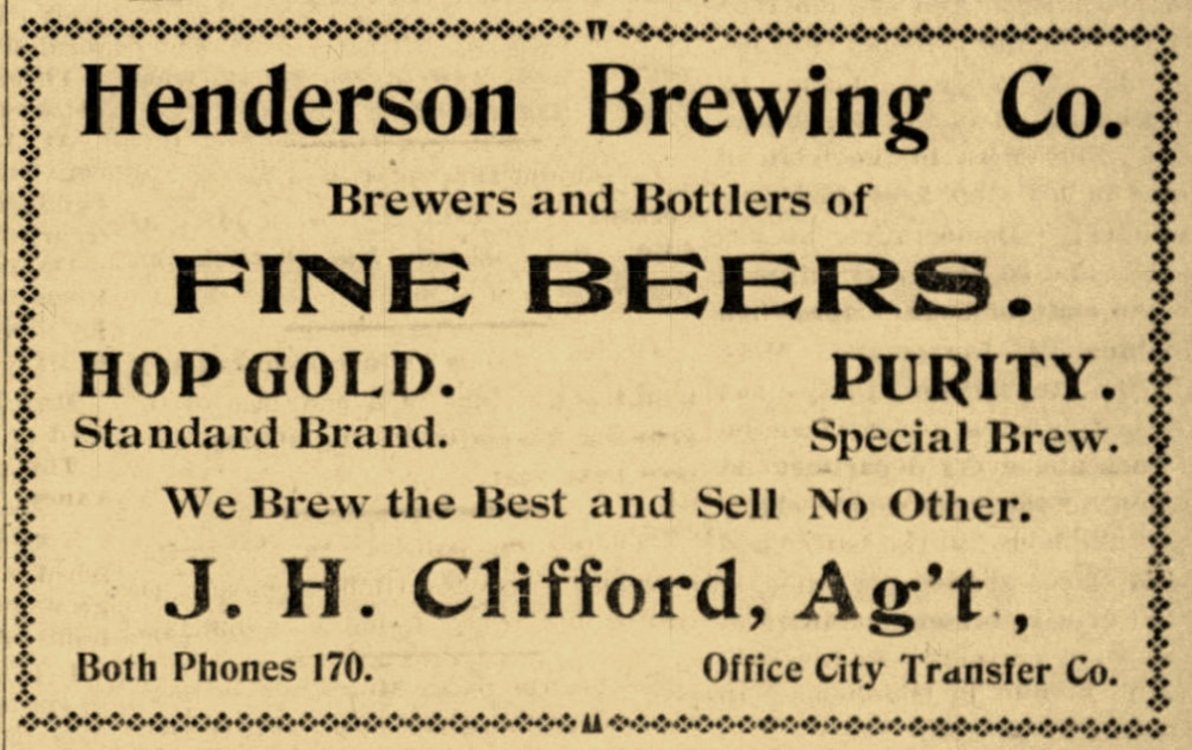 Henderson Brewing Co.
Brewers and Bottlers of
FINE BEERS.
HOP GOLD. PURITY.
Standard Brand. Special Brew.
We Brew the Best and Sell No Other.
J. H. Clifford, Ag't.,
Both Phones 170. Office City Transfer Co.